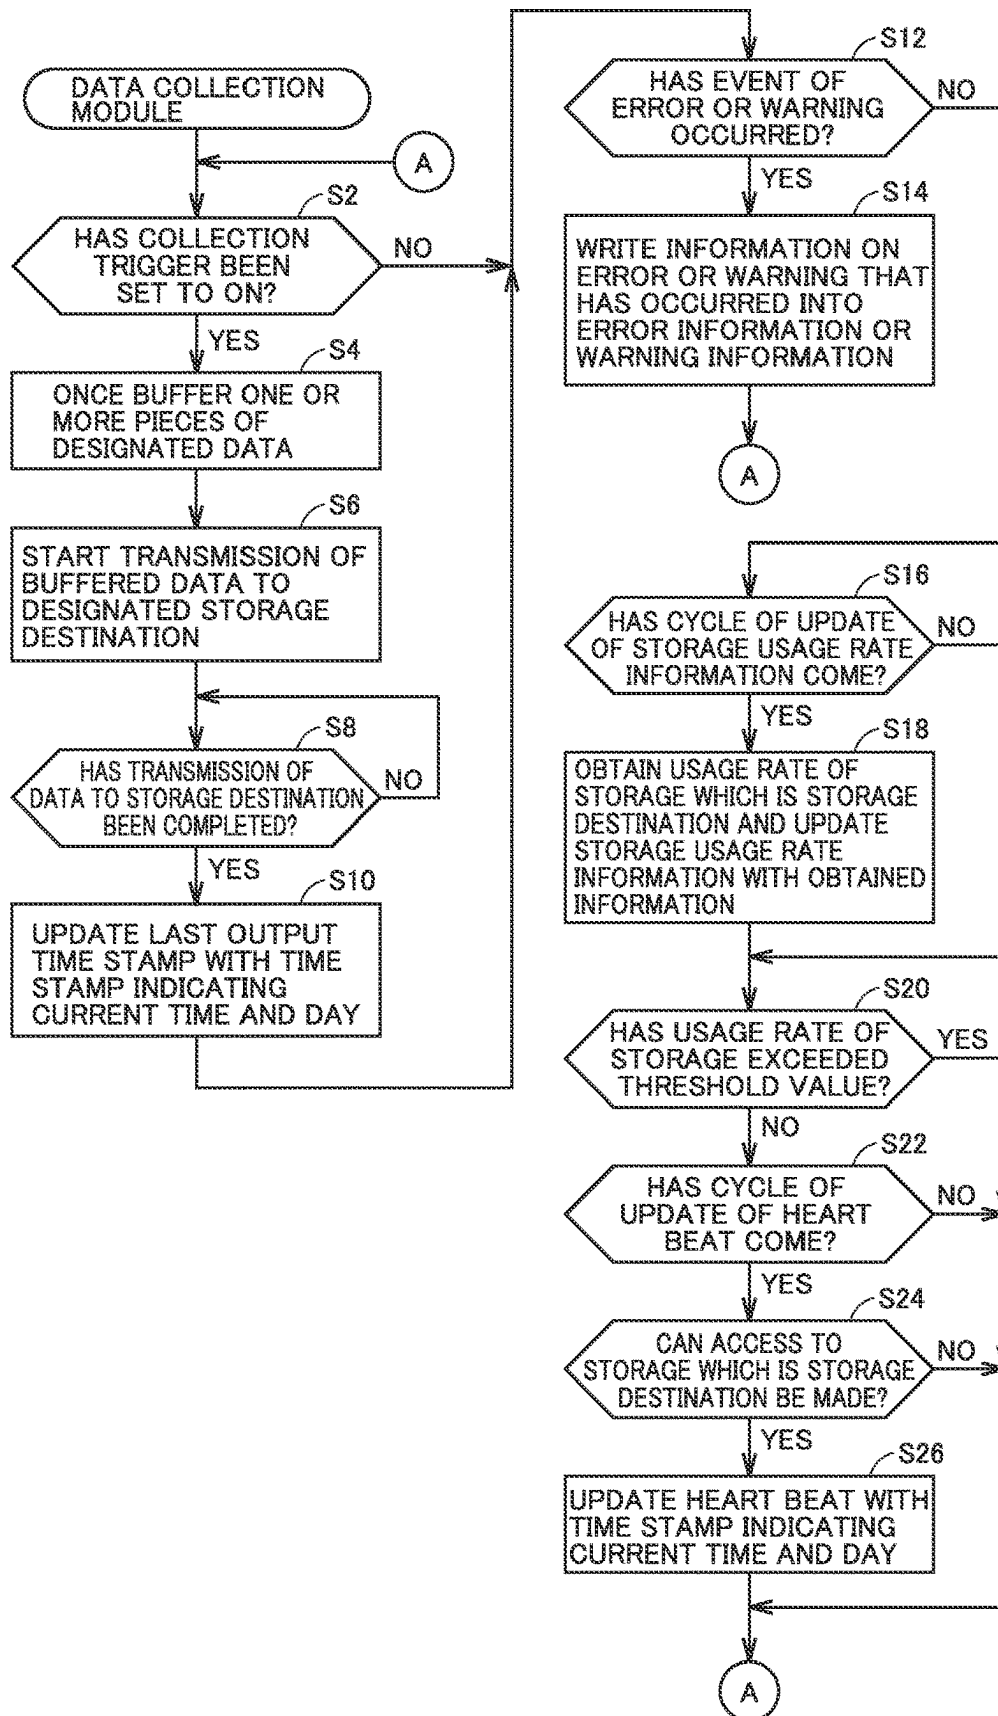 DATA COLLECTION
MODULE
A
S2
HAS COLLECTION
TRIGGER BEEN
SET TO ON?
NO
YES
S4
ONCE BUFFER ONE OR
MORE PIECES OF
DESIGNATED DATA
S6
START TRANSMISSION OF
BUFFERED DATA TO
DESIGNATED STORAGE
DESTINATION
S8
HAS TRANSMISSION OF
DATA TO STORAGE DESTINATION
BEEN COMPLETED?
NO
YES
S10
UPDATE LAST OUTPUT
TIME STAMP WITH TIME
STAMP INDICATING
CURRENT TIME AND DAY
S12
HAS EVENT OF
ERROR OR WARNING
OCCURRED?
NO
YES
S14
WRITE INFORMATION ON
ERROR OR WARNING THAT
HAS OCCURRED INTO
ERROR INFORMATION OR
WARNING INFORMATION
A
S16
HAS CYCLE OF UPDATE
OF STORAGE USAGE RATE
INFORMATION COME?
NO
YES
S18
OBTAIN USAGE RATE OF
STORAGE WHICH IS STORAGE
DESTINATION AND UPDATE
STORAGE USAGE RATE
INFORMATION WITH OBTAINED
INFORMATION
S20
HAS USAGE RATE OF
STORAGE EXCEEDED
THRESHOLD VALUE?
YES
NO
S22
HAS CYCLE OF
UPDATE OF HEART
BEAT COME?
NO
YES
S24
CAN ACCESS TO
STORAGE WHICH IS STORAGE
DESTINATION BE MADE?
NO
YES
S26
UPDATE HEART BEAT WITH
TIME STAMP INDICATING
CURRENT TIME AND DAY
A